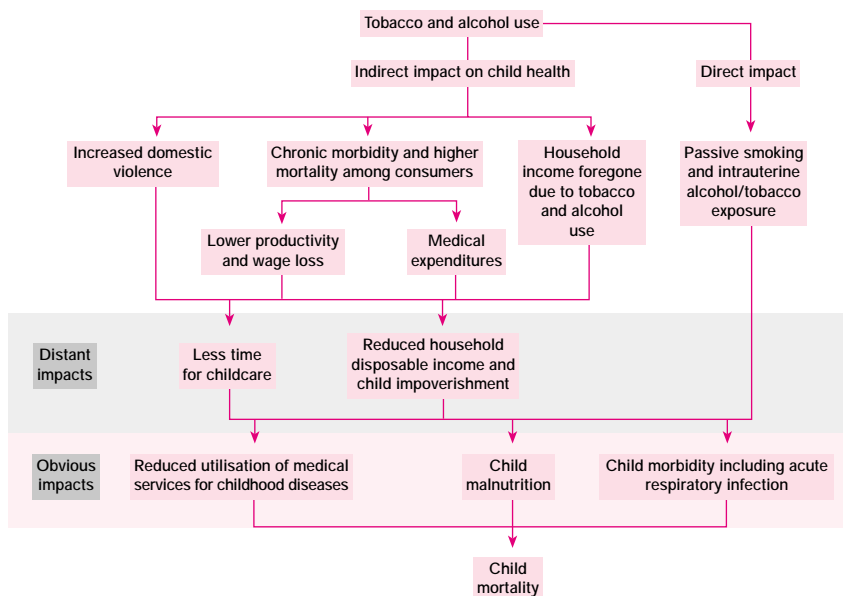 Tobacco and alcohol use
Indirect impact on child health
Direct impact
Increased domestic
violence
Chronic morbidity and higher
mortality among consumers
Household
income foregone
due to tobacco
and alcohol
use
Passive smoking
and intrauterine
alcohol/tobacco
exposure
Lower productivity
and wage loss
Medical
expenditures
Distant
impacts
Less time
for childcare
Reduced household
disposable income and
child impoverishment
Obvious
impacts
Reduced utilisation of medical
services for childhood diseases
Child
malnutrition
Child morbidity including acute
respiratory infection
Child
mortality